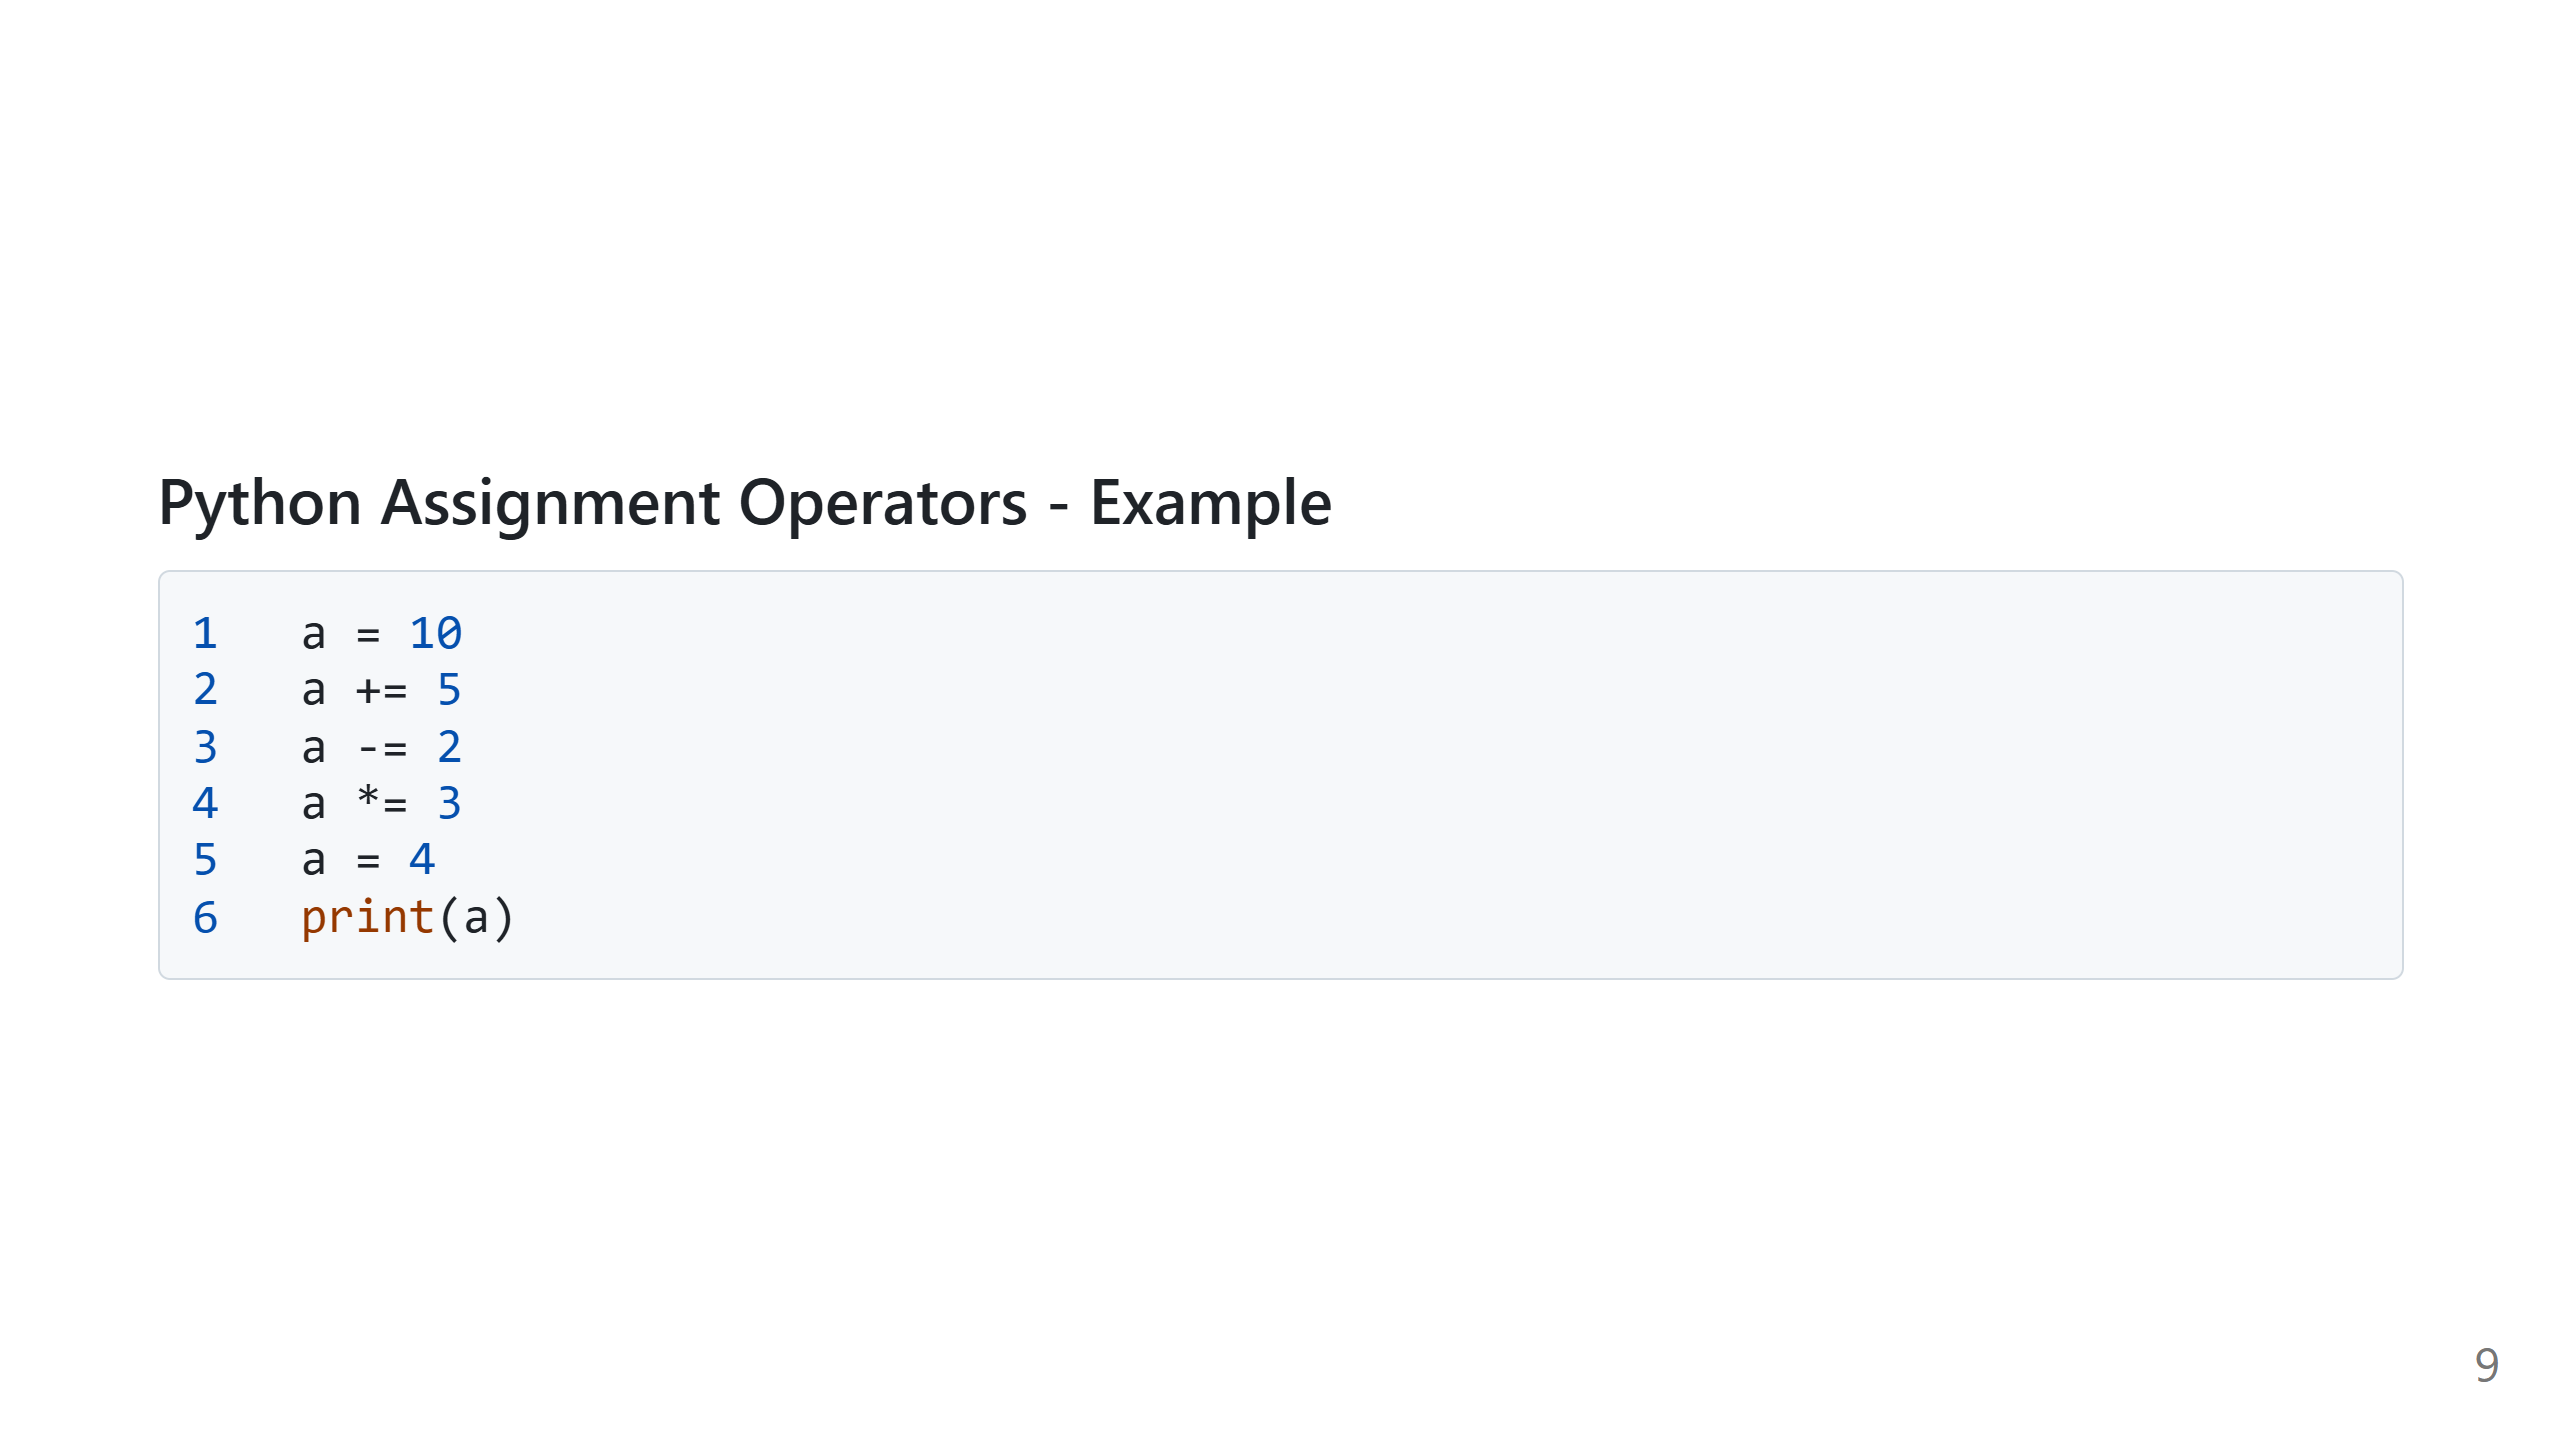 Python Assignment Operators - Example
1 a = 10
2 a += 5
3 a -= 2
4 a *= 3
5 a = 4
6 print(a)
9